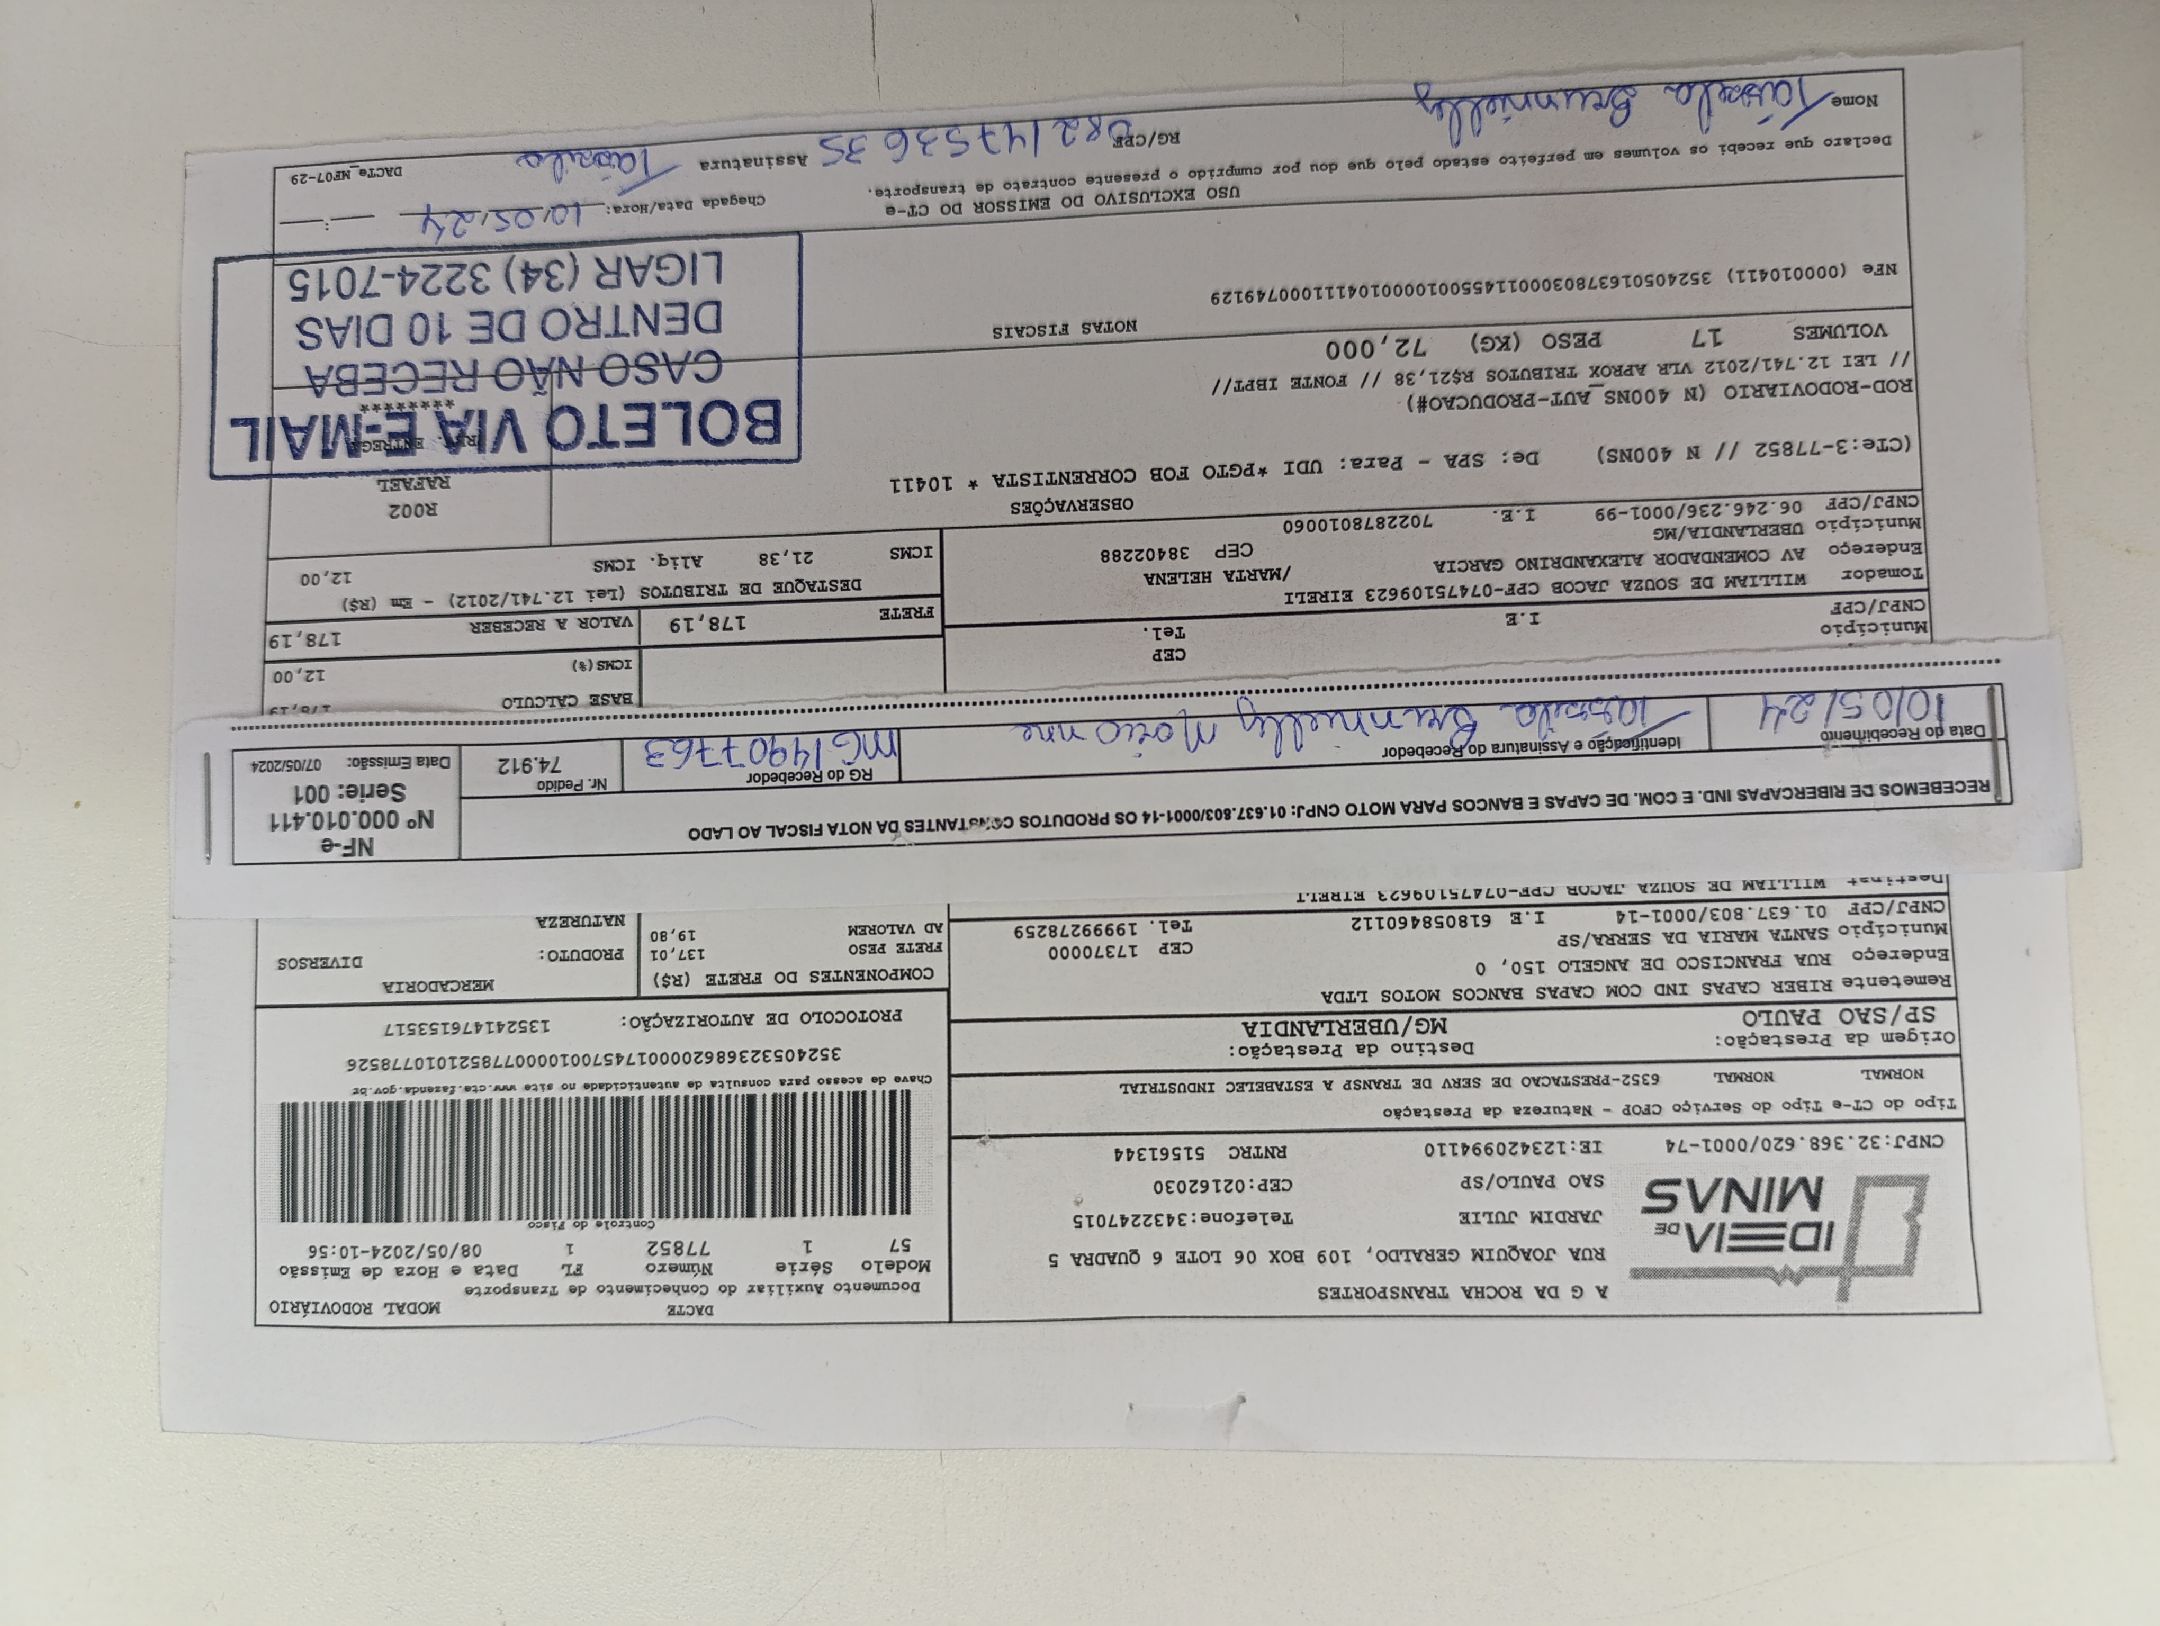 IDEIA DE MINAS
A G DA ROCHA TRANSPORTES
RUA JOAQUIM GERALDO, 109 BOX 06 LOTE 6 QUADRA 5
JARDIM JULIE Telefone:3432247015
SAO PAULO/SP CEP:02162030
CNPJ:32.368.620/0001-74 IE:123420994110 RNTRC 51561344
DACTE MODAL RODOVIÁRIO
Documento Auxiliar do Conhecimento de Transporte
Modelo Série Número FL Data e Hora de Emissão
57 1 77852 1 08/05/2024-10:56
Controle do Fisco
Chave de acesso para consulta de autenticidade no site www.cte.fazenda.gov.br
35240532368620000174570010000778521010778526
PROTOCOLO DE AUTORIZAÇÃO: 135241476153517
Tipo do CT-e Tipo do Serviço CFOP - Natureza da Prestação
NORMAL NORMAL 6352-PRESTACAO DE SERV DE TRANSP A ESTABELEC INDUSTRIAL
Origem da Prestação: Destino da Prestação:
SP/SAO PAULO MG/UBERLANDIA
Remetente RIBER CAPAS IND COM CAPAS BANCOS MOTOS LTDA
Endereço RUA FRANCISCO DE ANGELO 150, 0
Município SANTA MARIA DA SERRA/SP CEP 17370000
CNPJ/CPF 01.637.803/0001-14 I.E 618058460112 Tel. 19999278259
Destinat WILLIAM DE SOUZA JACOB CPF-07475109623 EIRELI
COMPONENTES DO FRETE (R$) MERCADORIA
FRETE PESO 137,01 PRODUTO: DIVERSOS
AD VALOREM 19,80 NATUREZA
RECEBEMOS DE RIBERCAPAS IND. E COM. DE CAPAS E BANCOS PARA MOTO CNPJ: 01.637.803/0001-14 OS PRODUTOS CONSTANTES DA NOTA FISCAL AO LADO
NF-e
Nº 000.010.411
Serie: 001
Data Emissão: 07/05/2024
Data do Recebimento Identificação e Assinatura do Recebedor RG do Recebedor Nr. Pedido
10/05/24 Tássila Brunnielly MG14907763 74.912
BASE CALCULO 178,19
ICMS(%) 12,00
Município CEP
CNPJ/CPF I.E Tel.
FRETE 178,19 VALOR A RECEBER 178,19
Tomador WILLIAM DE SOUZA JACOB CPF-07475109623 EIRELI
Endereço AV COMENDADOR ALEXANDRINO GARCIA /MARTA HELENA
Município UBERLANDIA/MG CEP 38402288
CNPJ/CPF 06.246.236/0001-99 I.E. 7022878010060
DESTAQUE DE TRIBUTOS (Lei 12.741/2012) - Em (R$)
ICMS 21,38 Aliq. ICMS 12,00
OBSERVAÇÕES
(CTe:3-77852 // N 400NS) De: SPA - Para: UDI *PGTO FOB CORRENTISTA * 10411
ROD-RODOVIARIO (N 400NS_AUT-PRODUCAO#)
// LEI 12.741/2012 VLR APROX TRIBUTOS R$21,38 // FONTE IBPT//
VOLUMES 17 PESO (KG) 72,000
R002
RAFAEL
ENTREGA
*********
BOLETO VIA E-MAIL
CASO NÃO RECEBA
DENTRO DE 10 DIAS
LIGAR (34) 3224-7015
NOTAS FISCAIS
NFe (000010411) 35240501637803000114550010000104111000749129
USO EXCLUSIVO DO EMISSOR DO CT-e
Declaro que recebi os volumes em perfeito estado pelo que dou por cumprido o presente contrato de transporte.
Chegada Data/Hora: 10.05.24
Nome Tássila Brunnielly RG/CPF 08214753635 Assinatura Tássila
DACTe_MF07-29